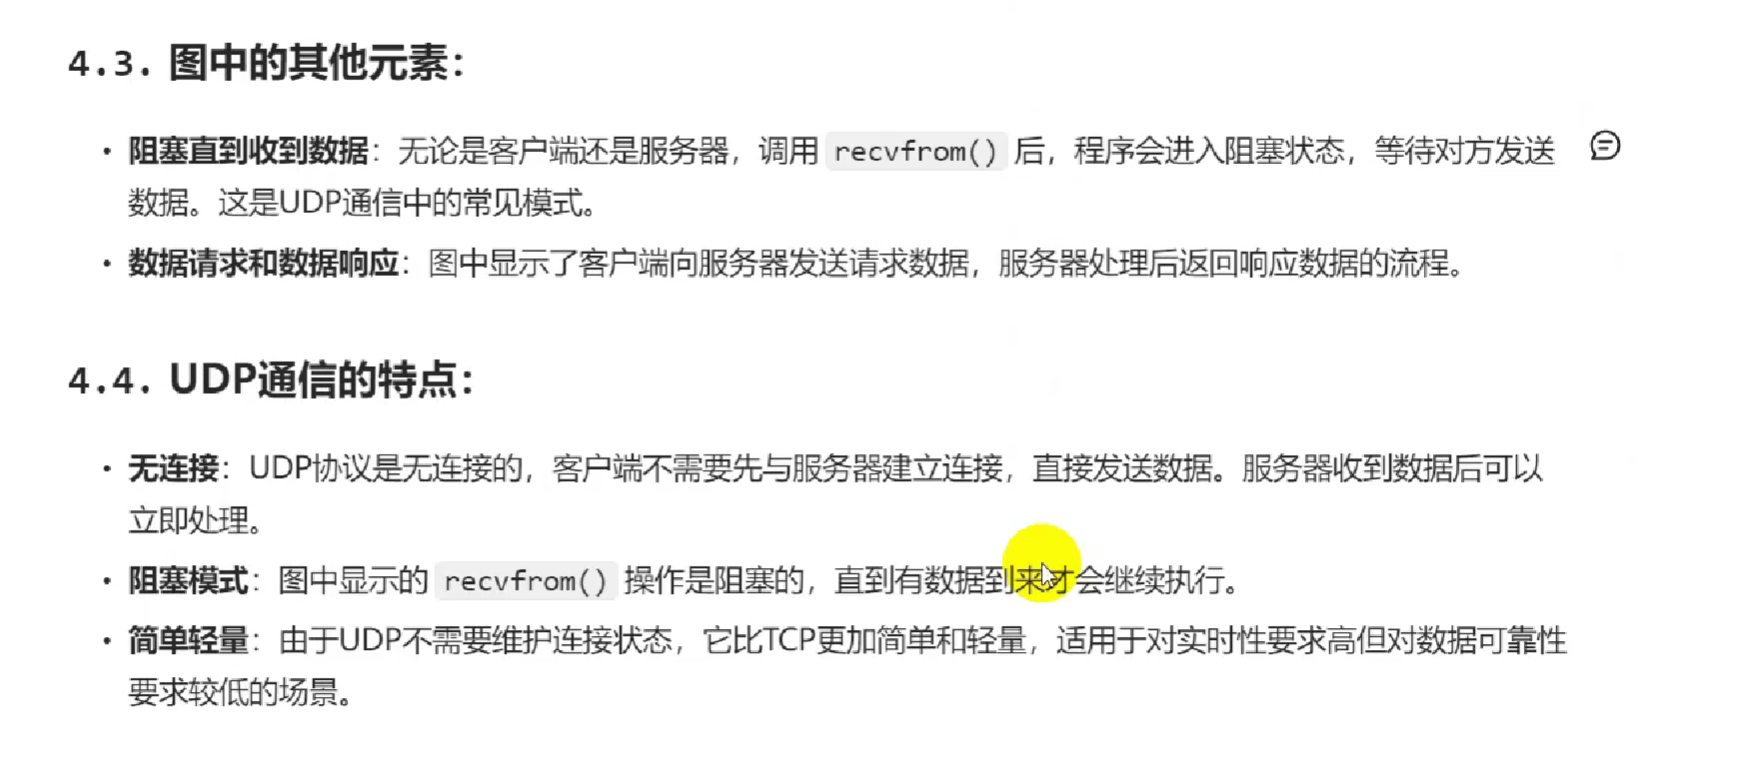 4.3. 图中的其他元素：
• 阻塞直到收到数据：无论是客户端还是服务器，调用 recvfrom() 后，程序会进入阻塞状态，等待对方发送
数据。这是UDP通信中的常见模式。
• 数据请求和数据响应：图中显示了客户端向服务器发送请求数据，服务器处理后返回响应数据的流程。
4.4. UDP通信的特点：
• 无连接：UDP协议是无连接的，客户端不需要先与服务器建立连接，直接发送数据。服务器收到数据后可以
立即处理。
• 阻塞模式：图中显示的 recvfrom() 操作是阻塞的，直到有数据到来才会继续执行。
• 简单轻量：由于UDP不需要维护连接状态，它比TCP更加简单和轻量，适用于对实时性要求高但对数据可靠性
要求较低的场景。